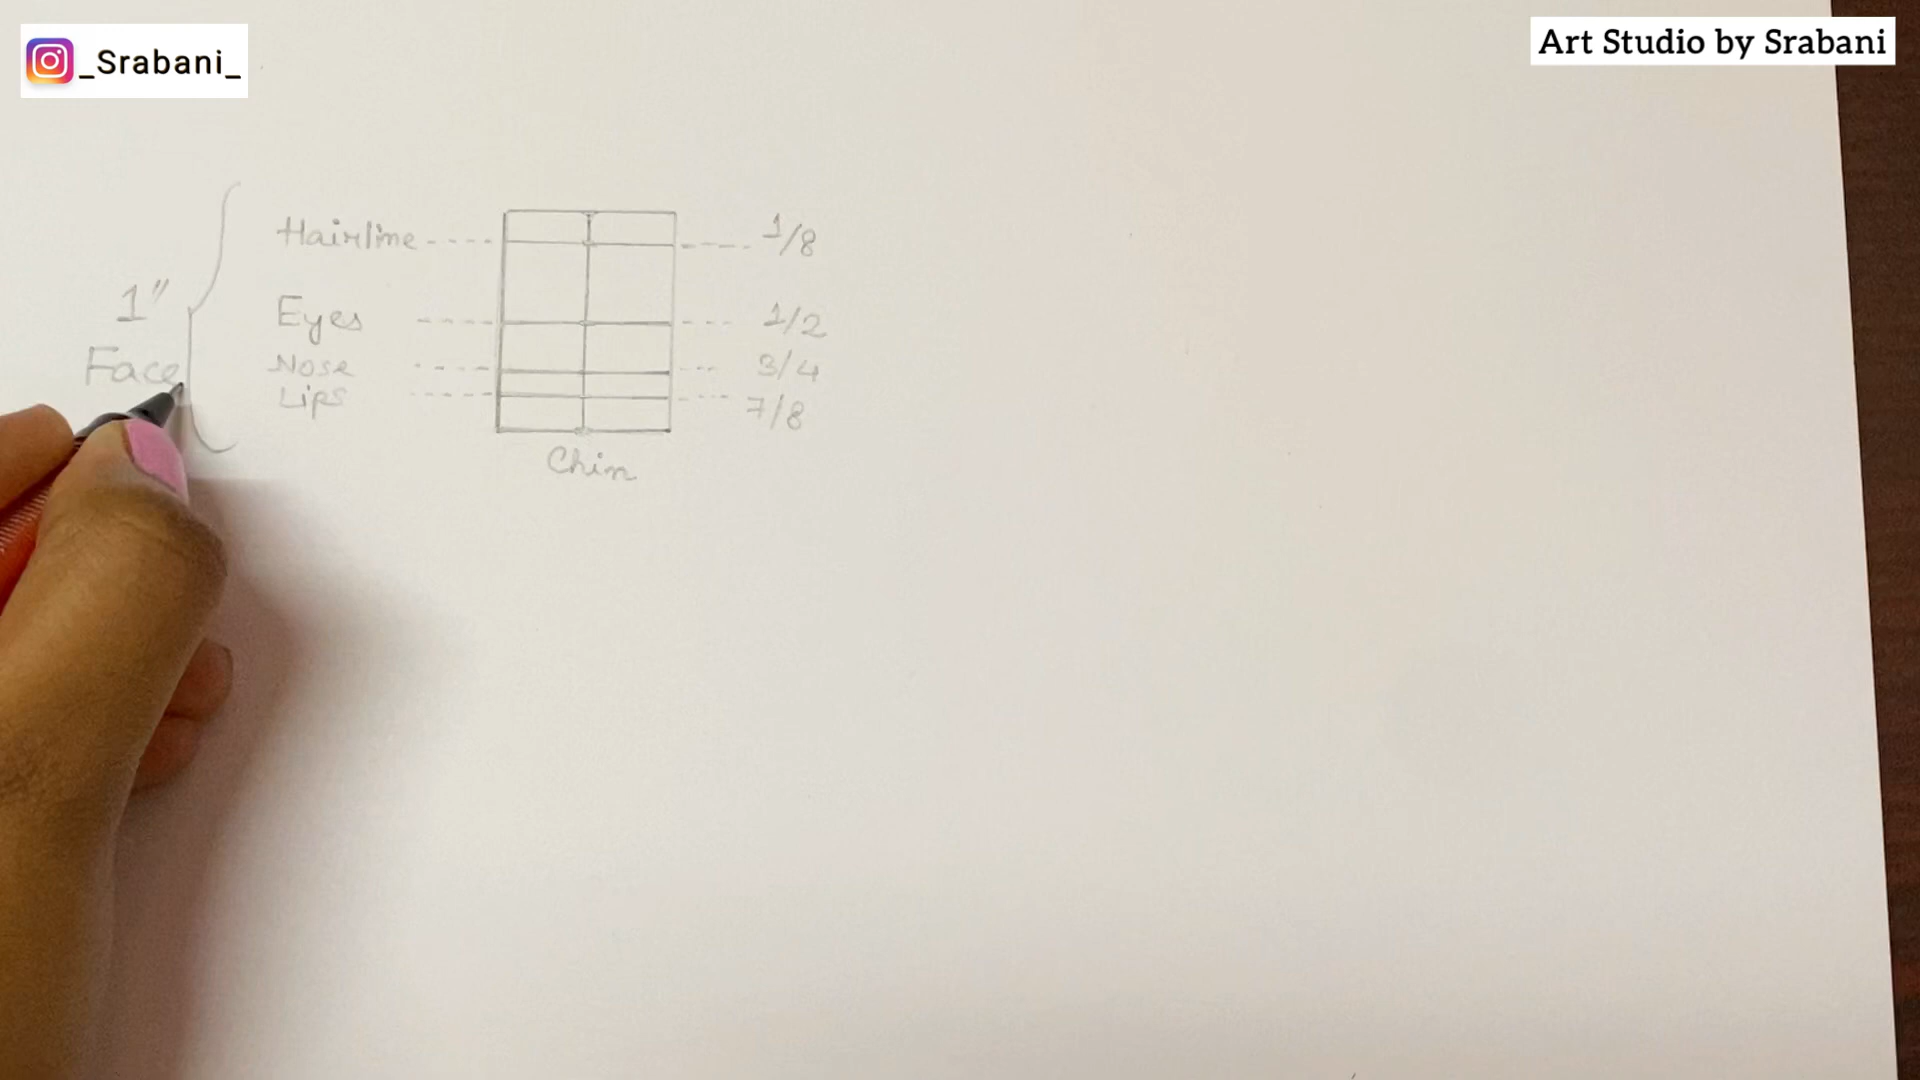 _Srabani_
Art Studio by Srabani
Hairline 1/8
1"
Eyes 1/2
Face
Nose 3/4
Lips 7/8
Chin